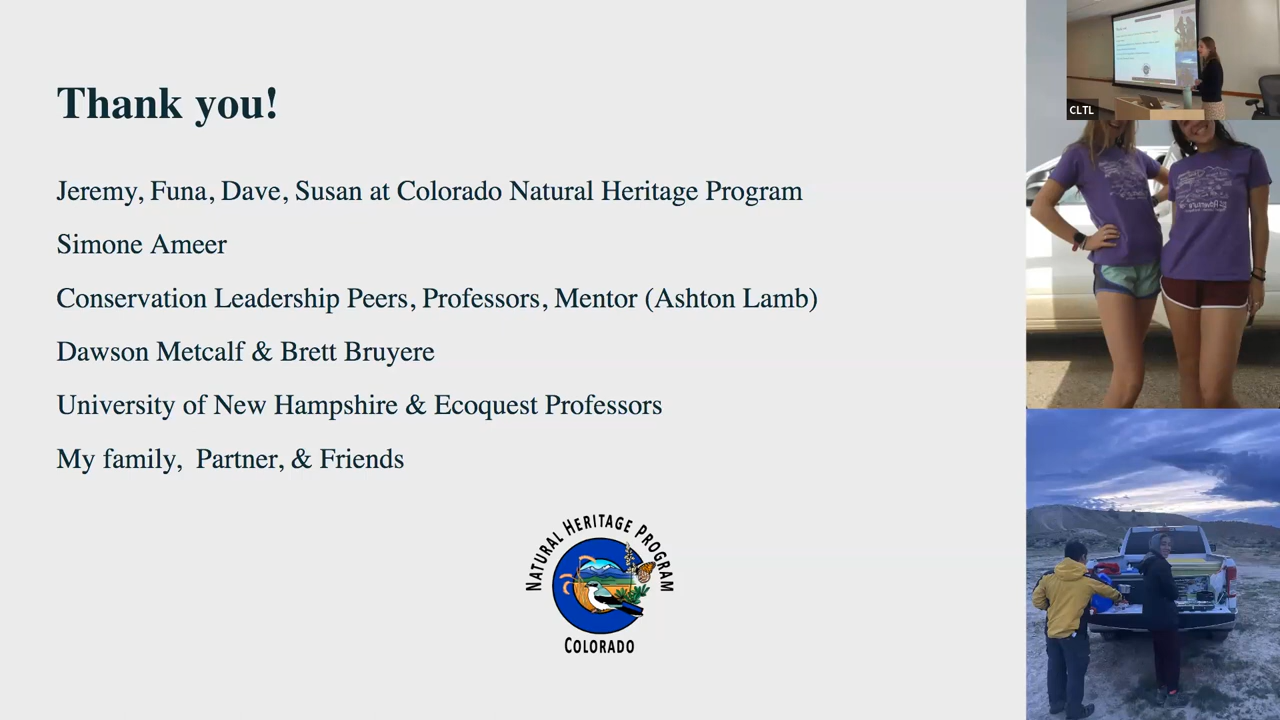 Thank you!
Jeremy, Funa, Dave, Susan at Colorado Natural Heritage Program
Simone Ameer
Conservation Leadership Peers, Professors, Mentor (Ashton Lamb)
Dawson Metcalf & Brett Bruyere
University of New Hampshire & Ecoquest Professors
My family, Partner, & Friends
NATURAL HERITAGE PROGRAM
COLORADO
CLTL